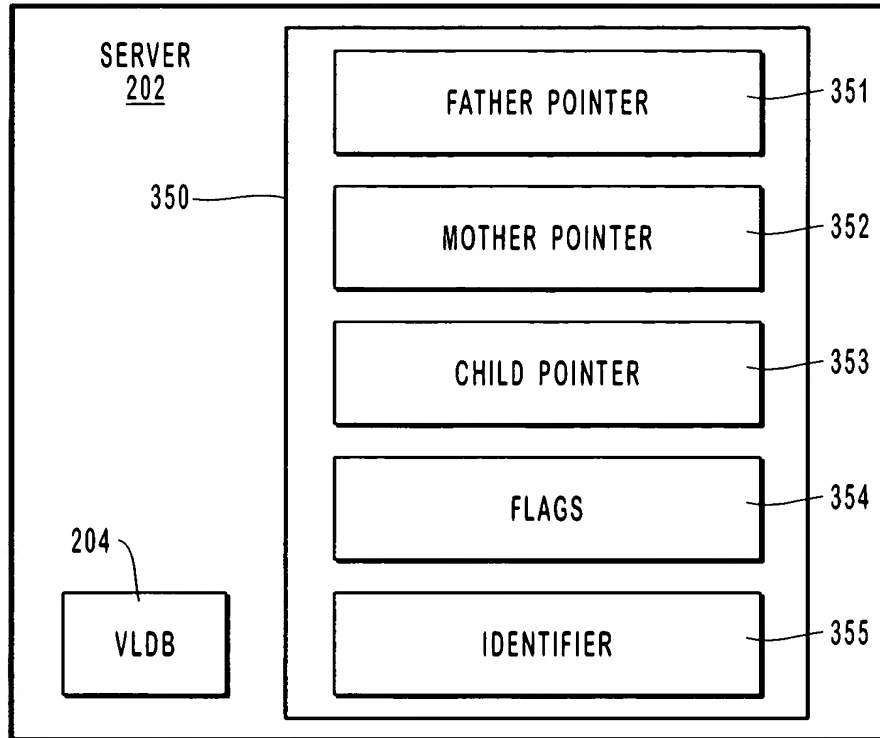 SERVER
202
350
FATHER POINTER
351
MOTHER POINTER
352
CHILD POINTER
353
FLAGS
354
204
VLDB
IDENTIFIER
355